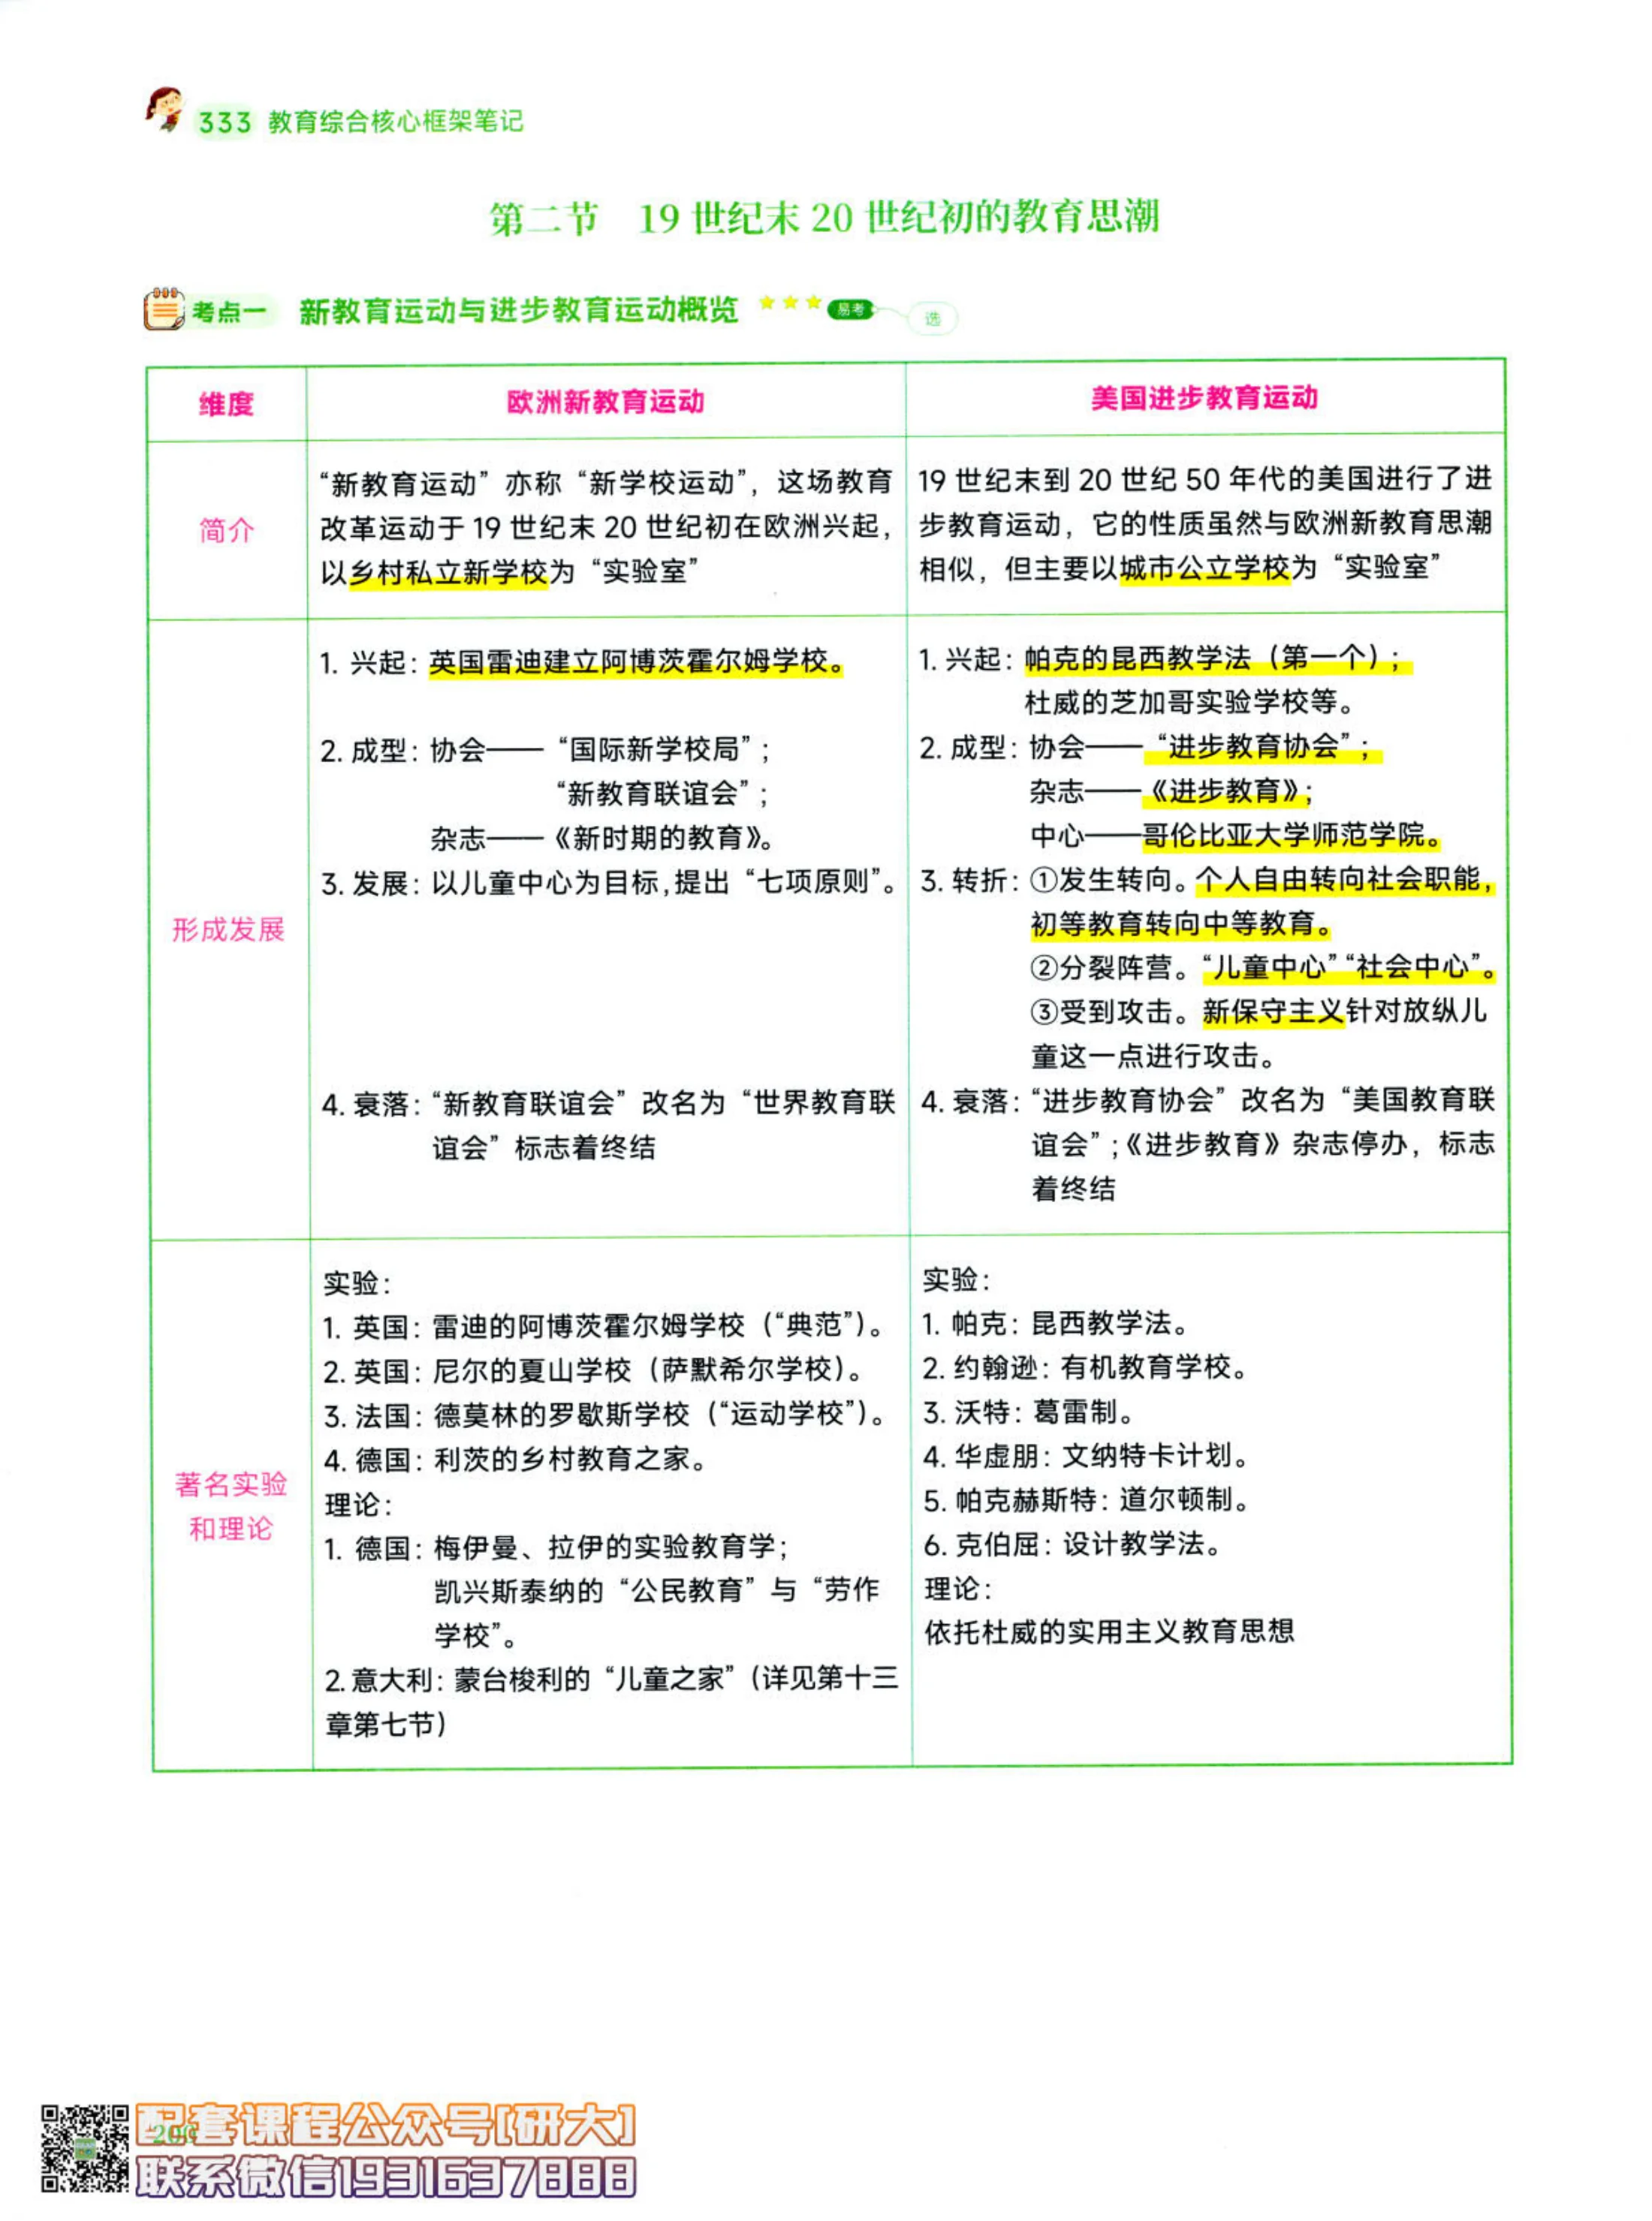 333 教育综合核心框架笔记
第二节 19 世纪末 20 世纪初的教育思潮
考点一 新教育运动与进步教育运动概览 易考 选
维度
欧洲新教育运动
美国进步教育运动
简介
“新教育运动”亦称“新学校运动”，这场教育
改革运动于 19 世纪末 20 世纪初在欧洲兴起，
以乡村私立新学校为“实验室”
19 世纪末到 20 世纪 50 年代的美国进行了进
步教育运动，它的性质虽然与欧洲新教育思潮
相似，但主要以城市公立学校为“实验室”
形成发展
1. 兴起：英国雷迪建立阿博茨霍尔姆学校。
2. 成型：协会——“国际新学校局”；
“新教育联谊会”；
杂志——《新时期的教育》。
3. 发展：以儿童中心为目标，提出“七项原则”。
4. 衰落：“新教育联谊会”改名为“世界教育联
谊会”标志着终结
1. 兴起：帕克的昆西教学法（第一个）；
杜威的芝加哥实验学校等。
2. 成型：协会——“进步教育协会”；
杂志——《进步教育》；
中心——哥伦比亚大学师范学院。
3. 转折：①发生转向。个人自由转向社会职能，
初等教育转向中等教育。
②分裂阵营。“儿童中心”“社会中心”。
③受到攻击。新保守主义针对放纵儿
童这一点进行攻击。
4. 衰落：“进步教育协会”改名为“美国教育联
谊会”；《进步教育》杂志停办，标志
着终结
著名实验
和理论
实验：
1. 英国：雷迪的阿博茨霍尔姆学校（“典范”）。
2. 英国：尼尔的夏山学校（萨默希尔学校）。
3. 法国：德莫林的罗歇斯学校（“运动学校”）。
4. 德国：利茨的乡村教育之家。
理论：
1. 德国：梅伊曼、拉伊的实验教育学；
凯兴斯泰纳的“公民教育”与“劳作
学校”。
2. 意大利：蒙台梭利的“儿童之家”（详见第十三
章第七节）
实验：
1. 帕克：昆西教学法。
2. 约翰逊：有机教育学校。
3. 沃特：葛雷制。
4. 华虚朋：文纳特卡计划。
5. 帕克赫斯特：道尔顿制。
6. 克伯屈：设计教学法。
理论：
依托杜威的实用主义教育思想
配套课程公众号[研大]
联系微信1931637888